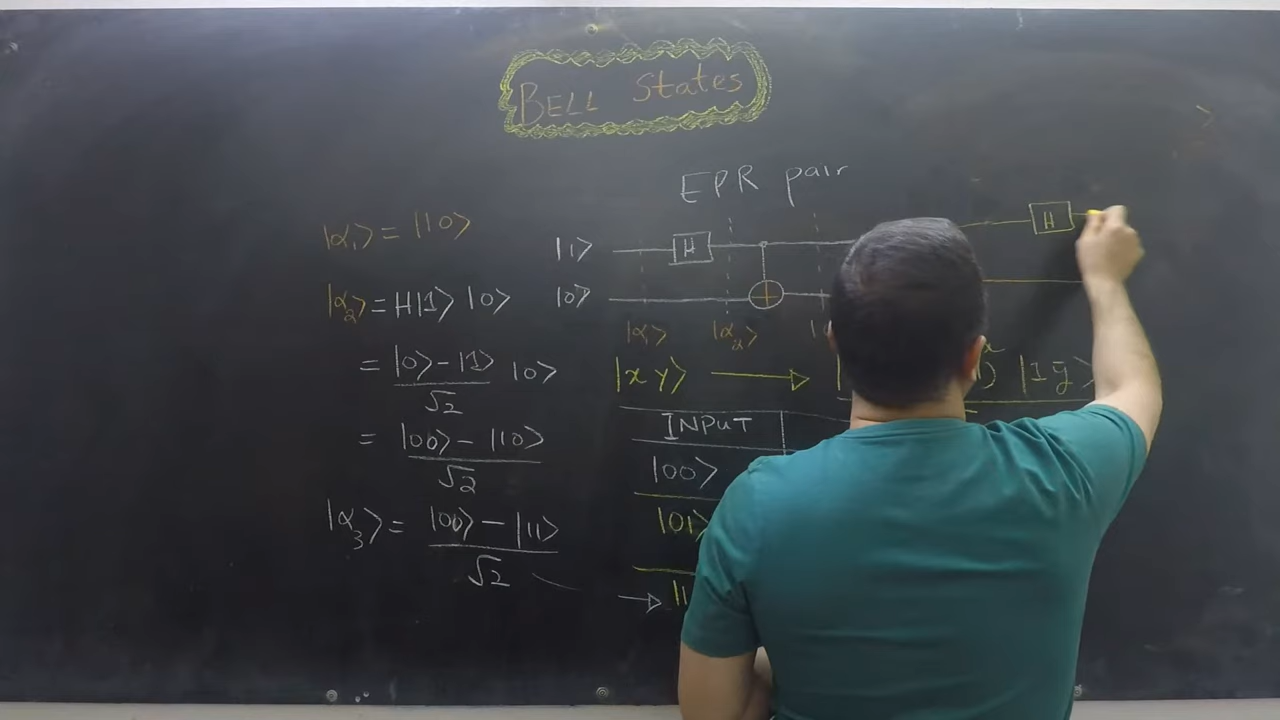 BELL States
EPR pair
|α₁⟩ = |10⟩
|α₂⟩ = H|1⟩ |0⟩
= |0⟩ - |1⟩ / √2 |0⟩
= |00⟩ - |10⟩ / √2
|α₃⟩ = |00⟩ - |11⟩ / √2
|1⟩ H H
|0⟩
|α₁⟩ |α₂⟩
|x y⟩ → |1 ȳ⟩
INPUT
|00⟩
|01⟩
→